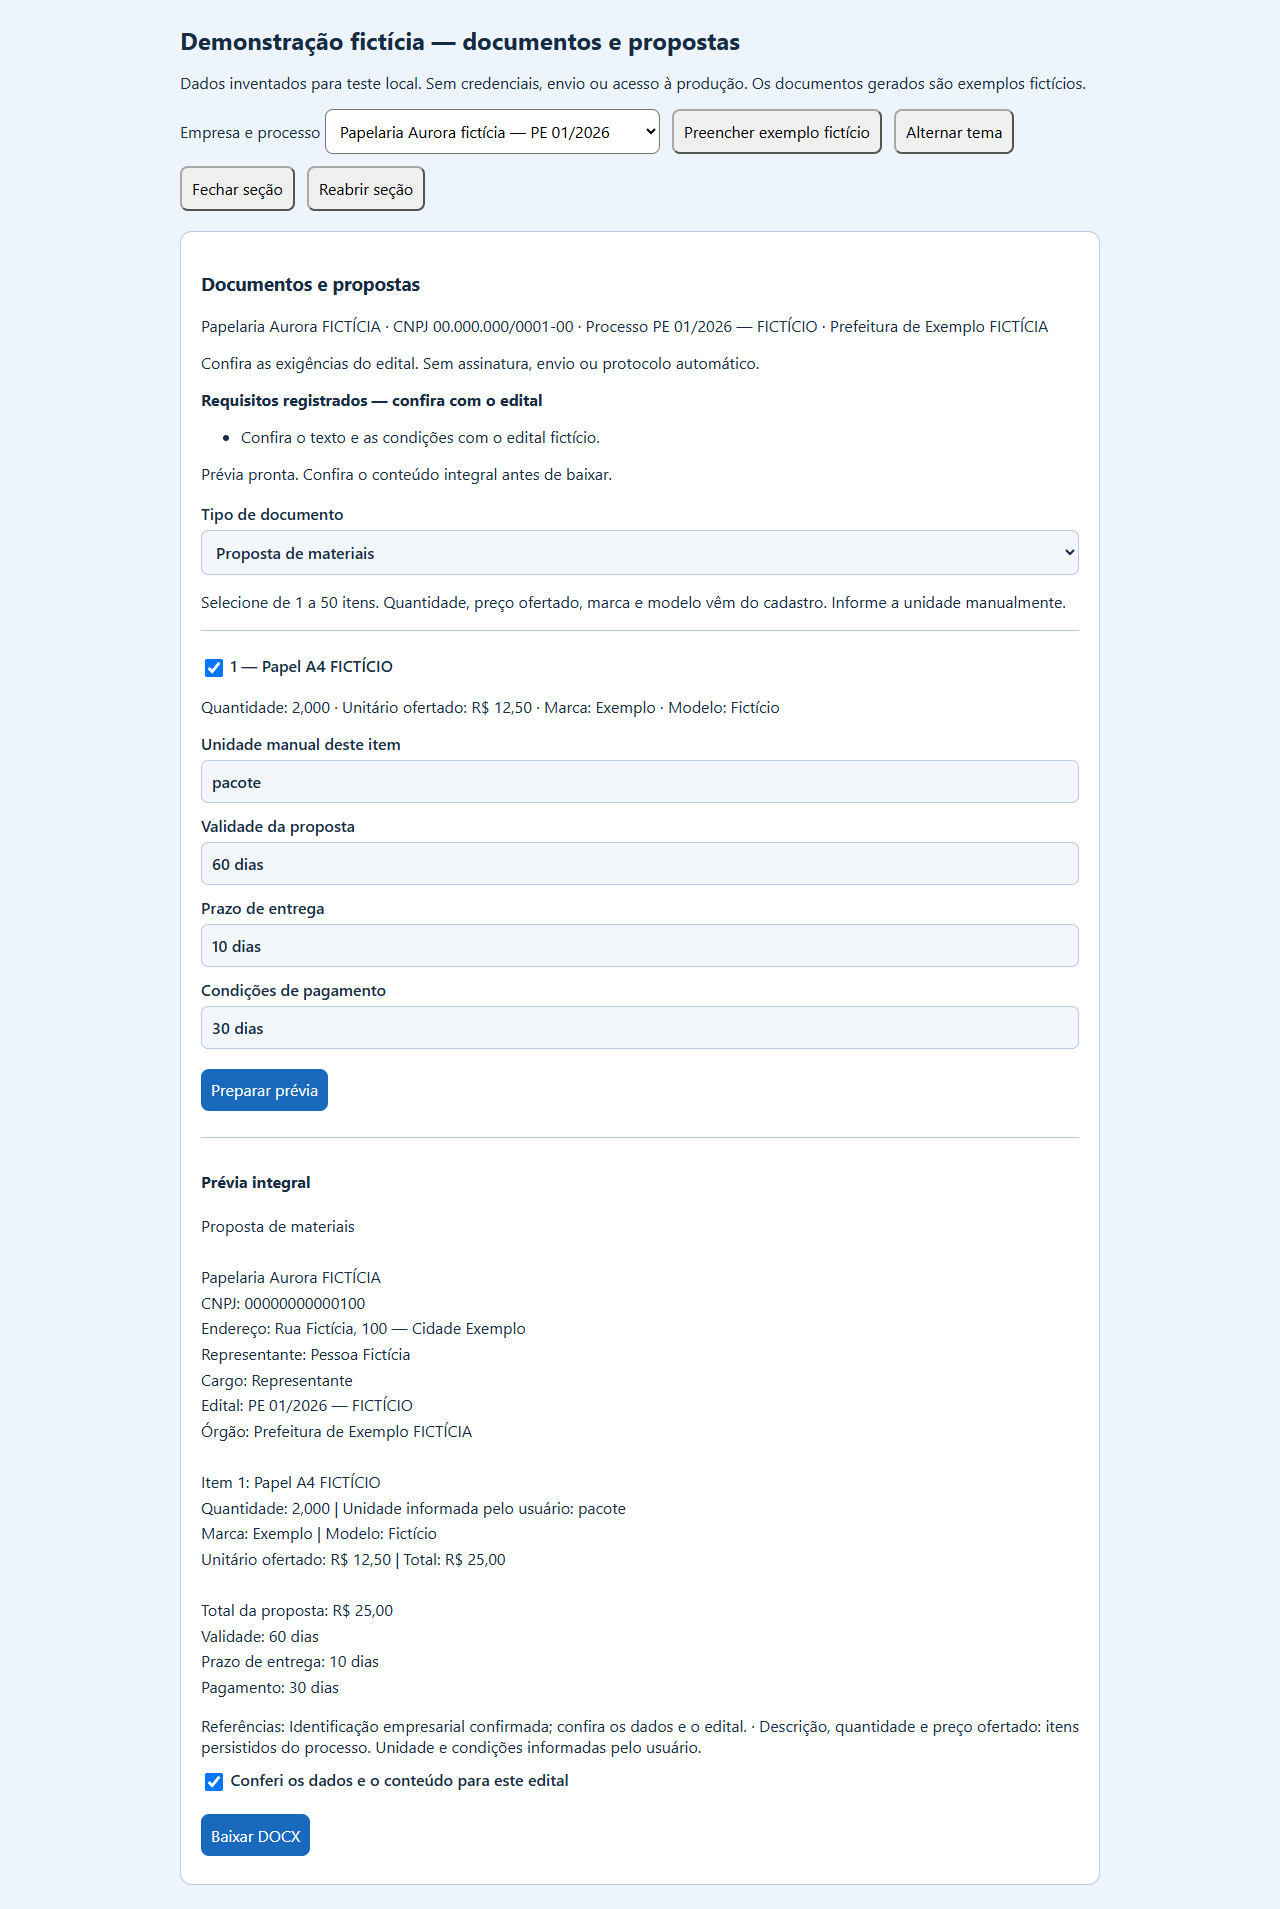 Demonstração fictícia — documentos e propostas
Dados inventados para teste local. Sem credenciais, envio ou acesso à produção. Os documentos gerados são exemplos fictícios.
Empresa e processo Papelaria Aurora fictícia — PE 01/2026 Preencher exemplo fictício Alternar tema
Fechar seção Reabrir seção
Documentos e propostas
Papelaria Aurora FICTÍCIA · CNPJ 00.000.000/0001-00 · Processo PE 01/2026 — FICTÍCIO · Prefeitura de Exemplo FICTÍCIA
Confira as exigências do edital. Sem assinatura, envio ou protocolo automático.
Requisitos registrados — confira com o edital
• Confira o texto e as condições com o edital fictício.
Prévia pronta. Confira o conteúdo integral antes de baixar.
Tipo de documento
Proposta de materiais
Selecione de 1 a 50 itens. Quantidade, preço ofertado, marca e modelo vêm do cadastro. Informe a unidade manualmente.
1 — Papel A4 FICTÍCIO
Quantidade: 2,000 · Unitário ofertado: R$ 12,50 · Marca: Exemplo · Modelo: Fictício
Unidade manual deste item
pacote
Validade da proposta
60 dias
Prazo de entrega
10 dias
Condições de pagamento
30 dias
Preparar prévia
Prévia integral
Proposta de materiais
Papelaria Aurora FICTÍCIA
CNPJ: 00000000000100
Endereço: Rua Fictícia, 100 — Cidade Exemplo
Representante: Pessoa Fictícia
Cargo: Representante
Edital: PE 01/2026 — FICTÍCIO
Órgão: Prefeitura de Exemplo FICTÍCIA
Item 1: Papel A4 FICTÍCIO
Quantidade: 2,000 | Unidade informada pelo usuário: pacote
Marca: Exemplo | Modelo: Fictício
Unitário ofertado: R$ 12,50 | Total: R$ 25,00
Total da proposta: R$ 25,00
Validade: 60 dias
Prazo de entrega: 10 dias
Pagamento: 30 dias
Referências: Identificação empresarial confirmada; confira os dados e o edital. · Descrição, quantidade e preço ofertado: itens
persistidos do processo. Unidade e condições informadas pelo usuário.
Conferi os dados e o conteúdo para este edital
Baixar DOCX